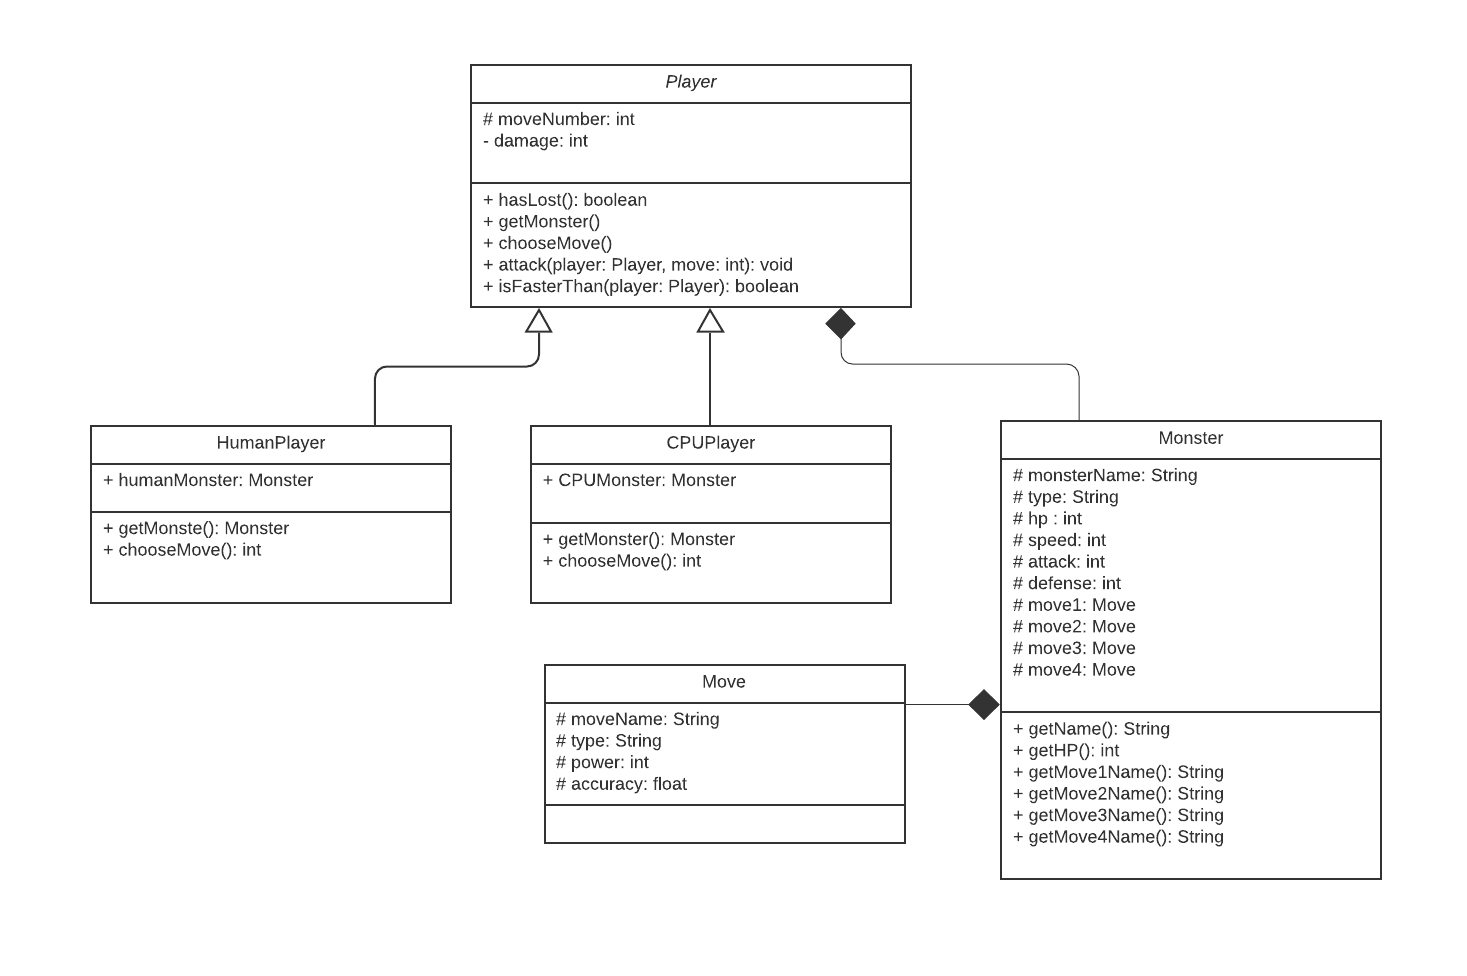 Player
# moveNumber: int
- damage: int
+ hasLost(): boolean
+ getMonster()
+ chooseMove()
+ attack(player: Player, move: int): void
+ isFasterThan(player: Player): boolean
HumanPlayer
+ humanMonster: Monster
+ getMonste(): Monster
+ chooseMove(): int
CPUPlayer
+ CPUMonster: Monster
+ getMonster(): Monster
+ chooseMove(): int
Monster
# monsterName: String
# type: String
# hp : int
# speed: int
# attack: int
# defense: int
# move1: Move
# move2: Move
# move3: Move
# move4: Move
+ getName(): String
+ getHP(): int
+ getMove1Name(): String
+ getMove2Name(): String
+ getMove3Name(): String
+ getMove4Name(): String
Move
# moveName: String
# type: String
# power: int
# accuracy: float